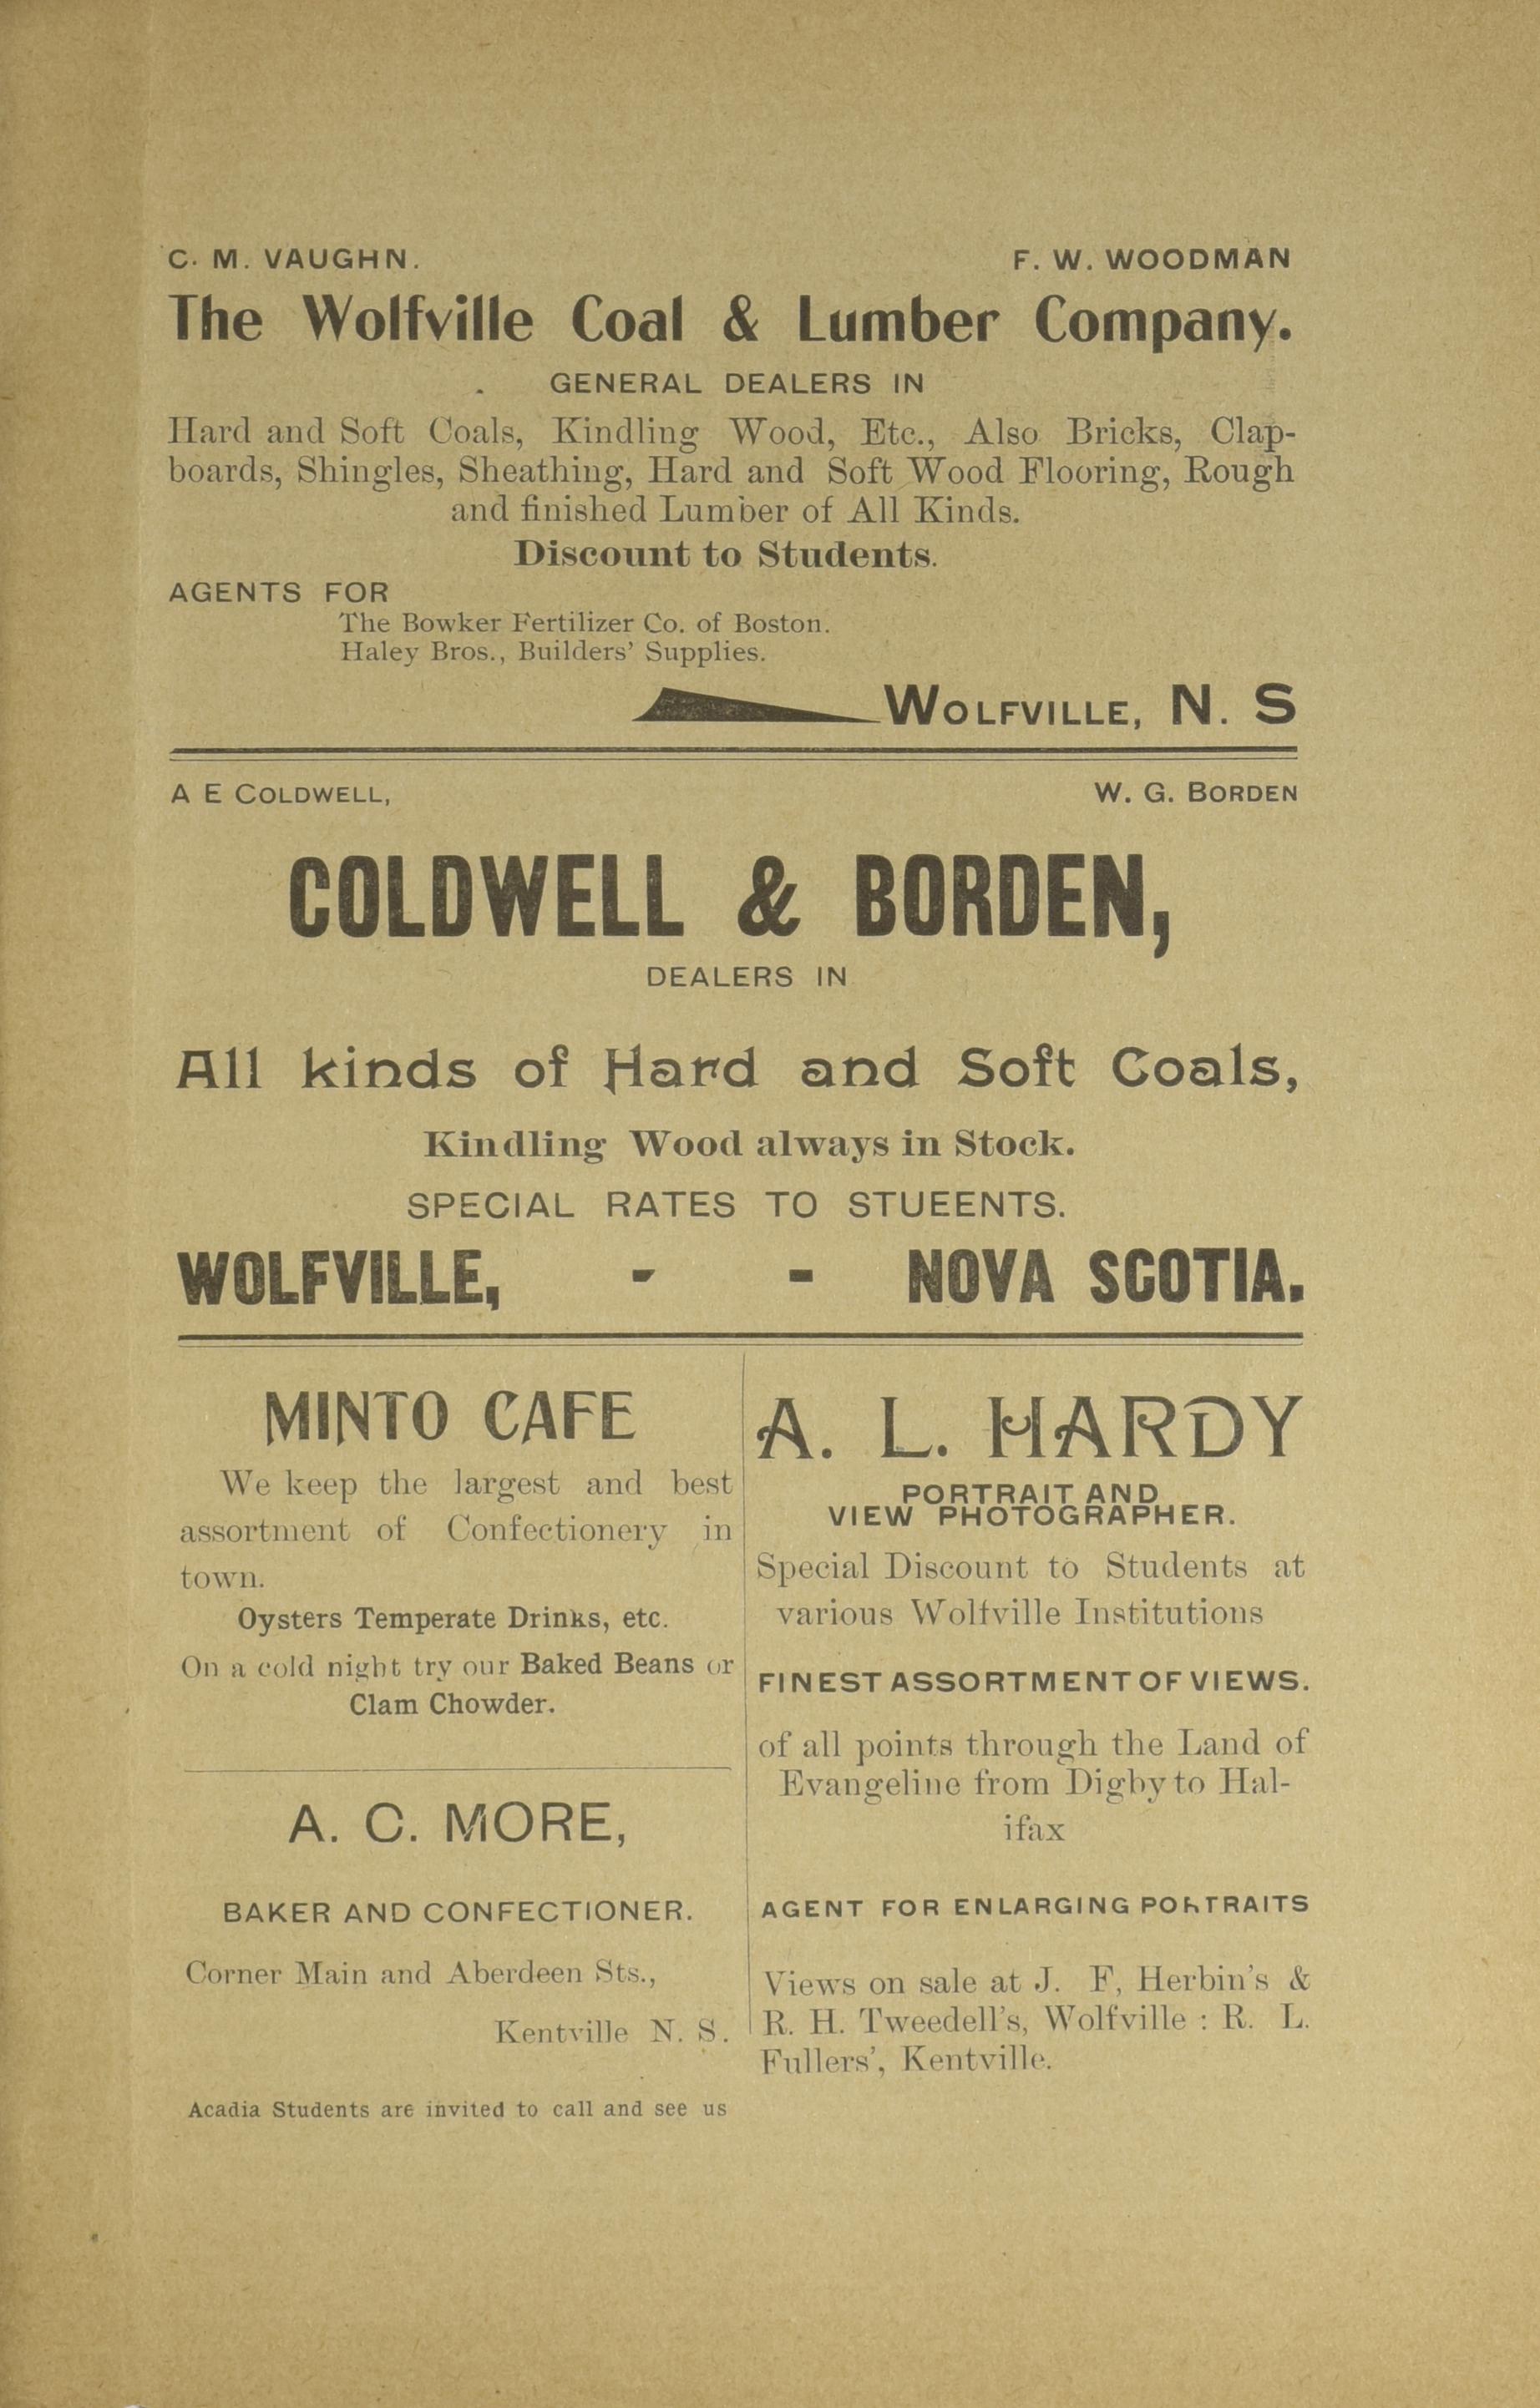 C. M. VAUGHN. F. W. WOODMAN
The Wolfville Coal & Lumber Company.
GENERAL DEALERS IN
Hard and Soft Coals, Kindling Wood, Etc., Also Bricks, Clap-
boards, Shingles, Sheathing, Hard and Soft Wood Flooring, Rough
and finished Lumber of All Kinds.
Discount to Students.
AGENTS FOR
The Bowker Fertilizer Co. of Boston.
Haley Bros., Builders' Supplies.
WOLFVILLE, N. S
A E COLDWELL, W. G. BORDEN
COLDWELL & BORDEN,
DEALERS IN
All kinds of Hard and Soft Coals,
Kindling Wood always in Stock.
SPECIAL RATES TO STUEENTS.
WOLFVILLE, - - NOVA SCOTIA.
MINTO CAFE
We keep the largest and best
assortment of Confectionery in
town.
Oysters Temperate Drinks, etc.
On a cold night try our Baked Beans or
Clam Chowder.
A. C. MORE,
BAKER AND CONFECTIONER.
Corner Main and Aberdeen Sts.,
Kentville N. S.
Acadia Students are invited to call and see us
A. L. HARDY
PORTRAIT AND
VIEW PHOTOGRAPHER.
Special Discount to Students at
various Wolfville Institutions
FINEST ASSORTMENT OF VIEWS.
of all points through the Land of
Evangeline from Digby to Hal-
ifax
AGENT FOR ENLARGING PORTRAITS
Views on sale at J. F, Herbin's &
R. H. Tweedell's, Wolfville : R. L.
Fullers', Kentville.